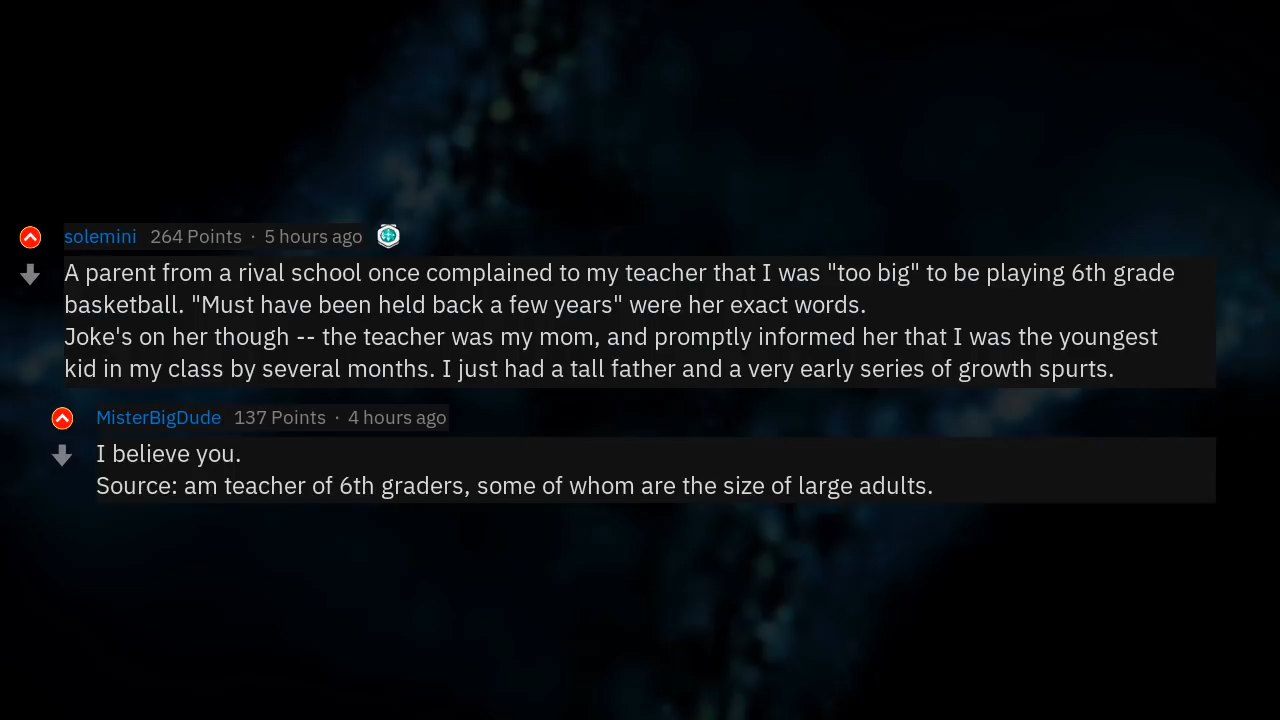 solemini 264 Points · 5 hours ago
A parent from a rival school once complained to my teacher that I was "too big" to be playing 6th grade
basketball. "Must have been held back a few years" were her exact words.
Joke's on her though -- the teacher was my mom, and promptly informed her that I was the youngest
kid in my class by several months. I just had a tall father and a very early series of growth spurts.
MisterBigDude 137 Points · 4 hours ago
I believe you.
Source: am teacher of 6th graders, some of whom are the size of large adults.